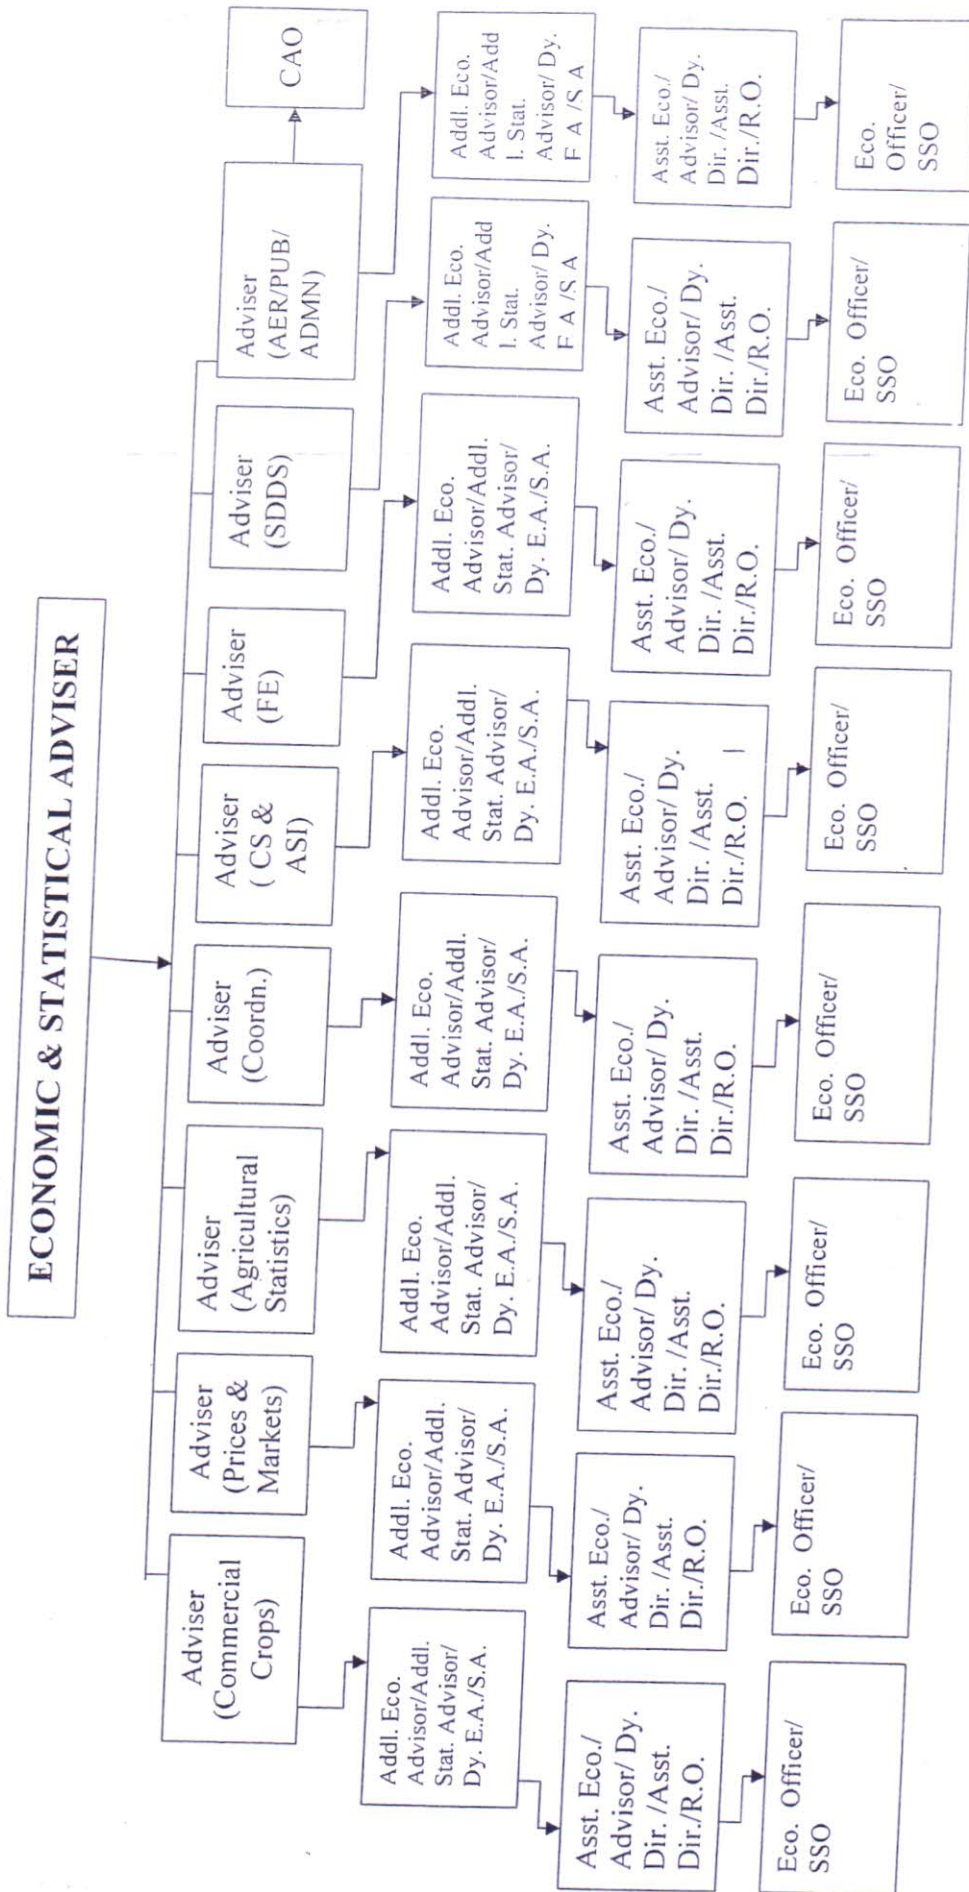 ECONOMIC & STATISTICAL ADVISER
Adviser
(Commercial
Crops)
Adviser
(Prices &
Markets)
Adviser
(Agricultural
Statistics)
Adviser
(Coordn.)
Adviser
( CS &
ASI)
Adviser
(FE)
Adviser
(SDDS)
Adviser
(AER/PUB/
ADMN)
CAO
Addl. Eco.
Advisor/Addl.
Stat. Advisor/
Dy. E.A./S.A.
Addl. Eco.
Advisor/Addl.
Stat. Advisor/
Dy. E.A./S.A.
Addl. Eco.
Advisor/Addl.
Stat. Advisor/
Dy. E.A./S.A.
Addl. Eco.
Advisor/Addl.
Stat. Advisor/
Dy. E.A./S.A.
Addl. Eco.
Advisor/Addl.
Stat. Advisor/
Dy. E.A./S.A.
Addl. Eco.
Advisor/Addl.
Stat. Advisor/
Dy. E.A./S.A.
Addl. Eco.
Advisor/Add
l. Stat.
Advisor/ Dy.
F A /S A
Addl. Eco.
Advisor/Add
l. Stat.
Advisor/ Dy.
F A /S A
Asst. Eco./
Advisor/ Dy.
Dir. /Asst.
Dir./R.O.
Asst. Eco./
Advisor/ Dy.
Dir. /Asst.
Dir./R.O.
Asst. Eco./
Advisor/ Dy.
Dir. /Asst.
Dir./R.O.
Asst. Eco./
Advisor/ Dy.
Dir. /Asst.
Dir./R.O.
Asst. Eco./
Advisor/ Dy.
Dir. /Asst.
Dir./R.O.
Asst. Eco./
Advisor/ Dy.
Dir. /Asst.
Dir./R.O.
Asst. Eco./
Advisor/ Dy.
Dir. /Asst.
Dir./R.O.
Asst. Eco./
Advisor/ Dy.
Dir. /Asst.
Dir./R.O.
Eco. Officer/
SSO
Eco. Officer/
SSO
Eco. Officer/
SSO
Eco. Officer/
SSO
Eco. Officer/
SSO
Eco. Officer/
SSO
Eco. Officer/
SSO
Eco.
Officer/
SSO